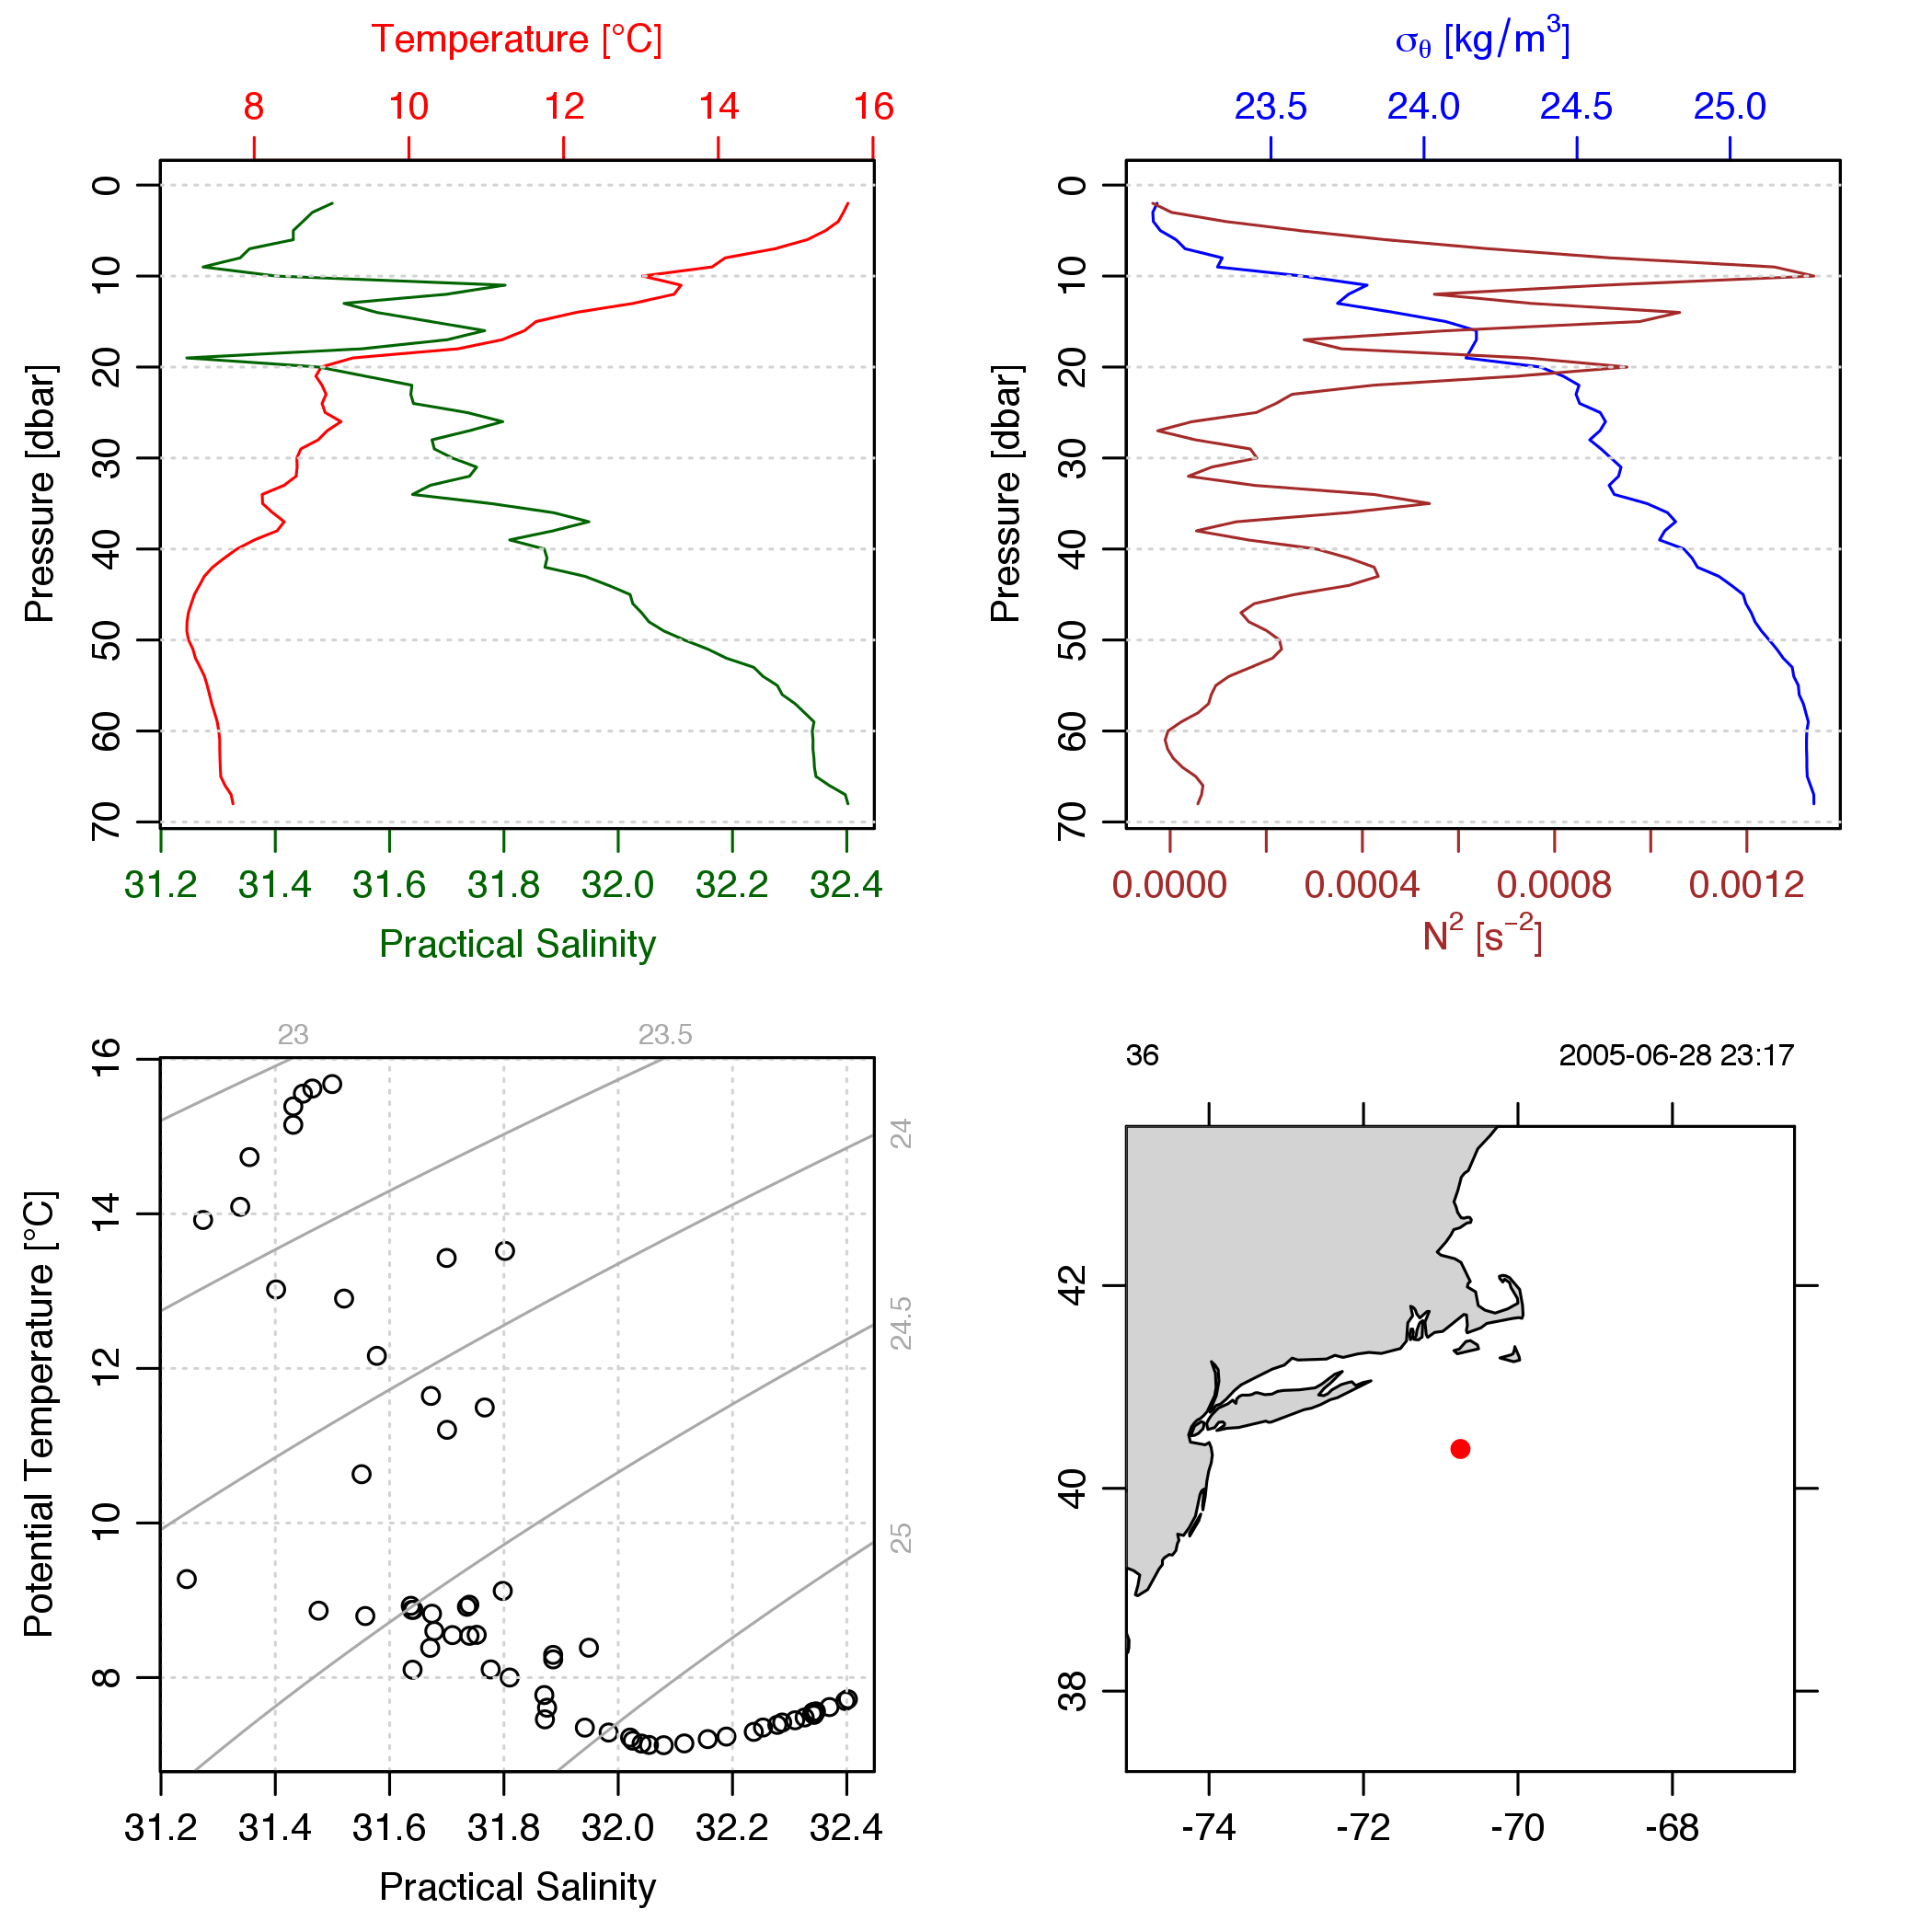 Temperature [°C]
8 10 12 14 16
Pressure [dbar]
0 10 20 30 40 50 60 70
31.2 31.4 31.6 31.8 32.0 32.2 32.4
Practical Salinity
σθ [kg/m³]
23.5 24.0 24.5 25.0
Pressure [dbar]
0 10 20 30 40 50 60 70
0.00000 0.0004 0.0008 0.0012
N² [s⁻²]
23 23.5
24
24.5
25
Potential Temperature [°C]
16 14 12 10 8
31.2 31.4 31.6 31.8 32.0 32.2 32.4
Practical Salinity
36 2005-06-28 23:17
42 40 38
-74 -72 -70 -68